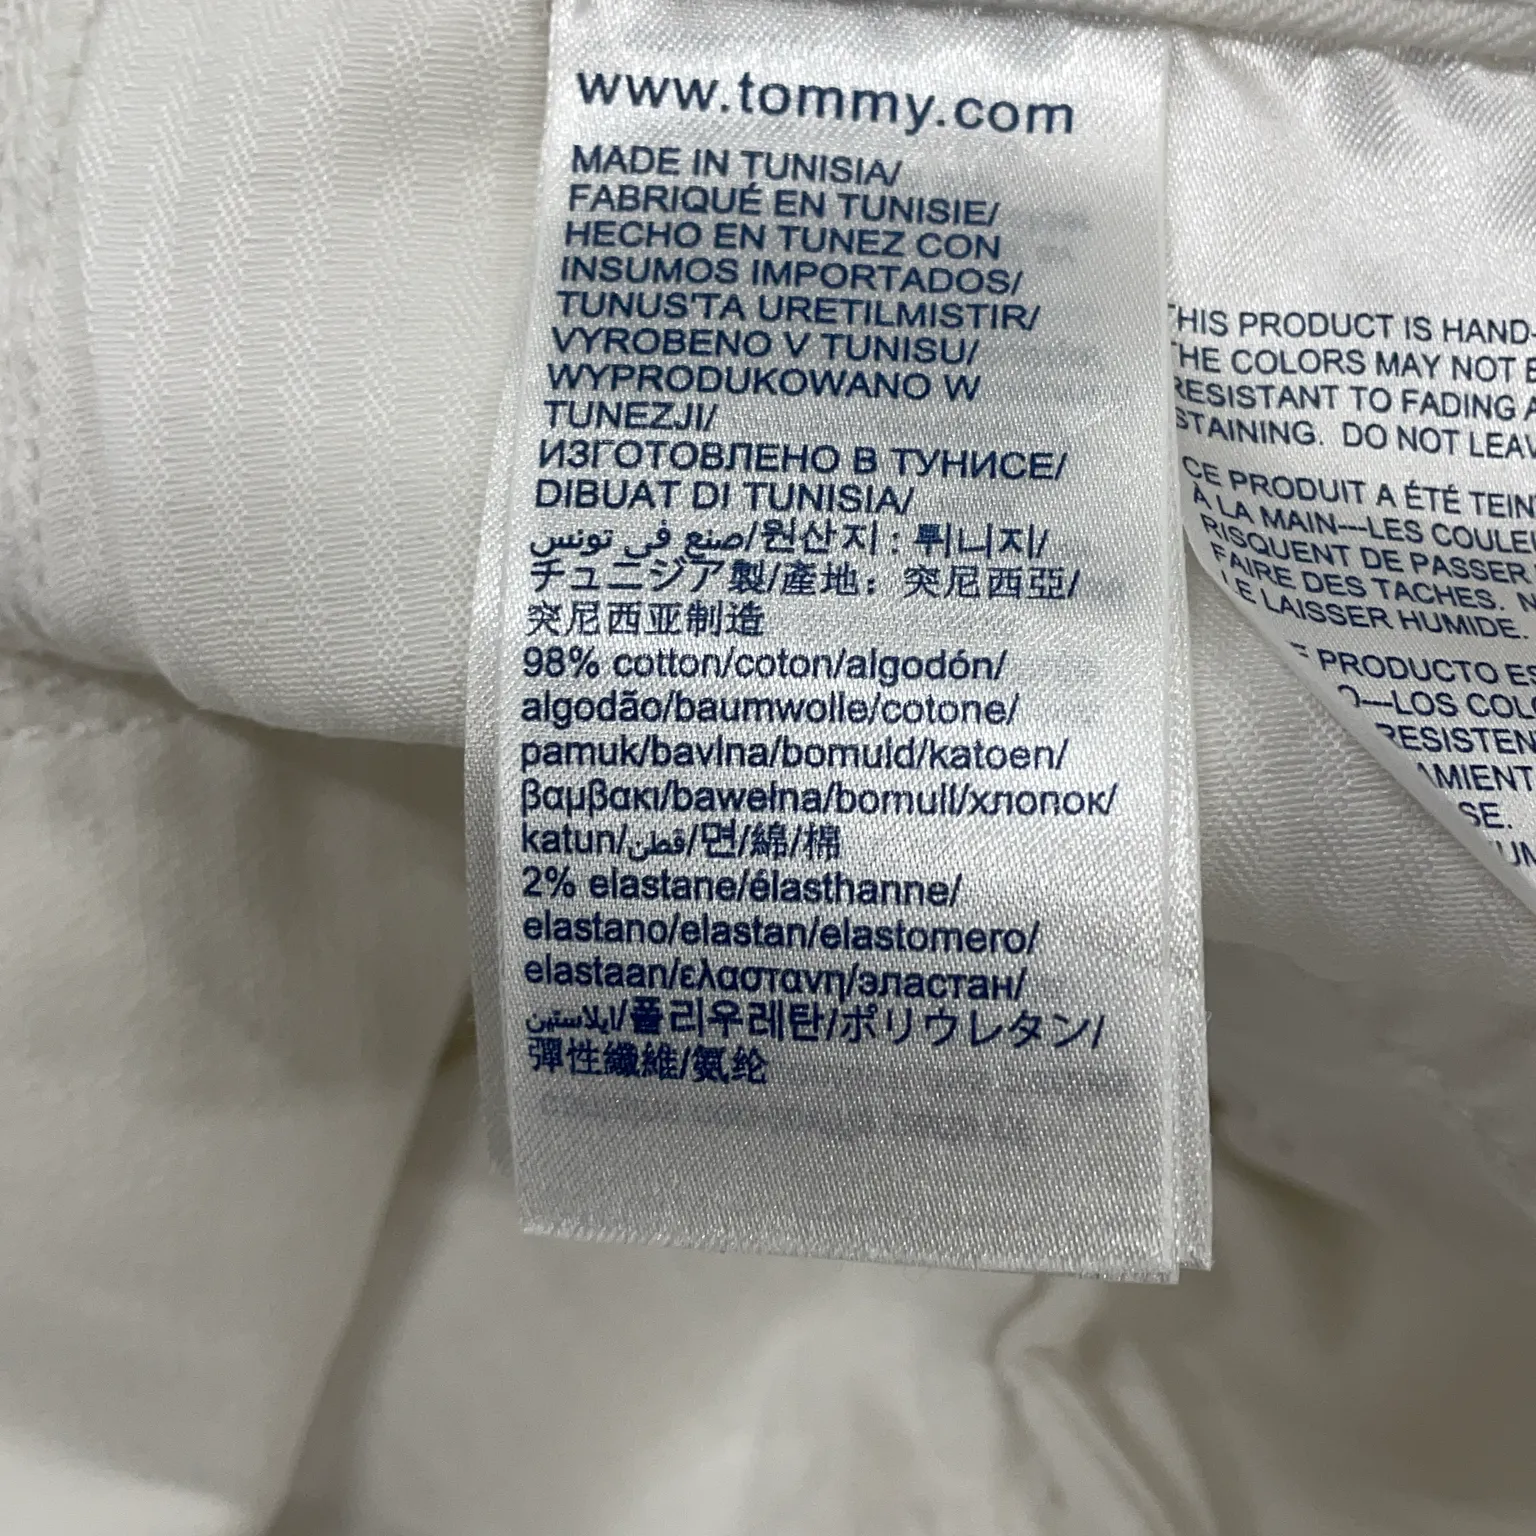 www.tommy.com
MADE IN TUNISIA/
FABRIQUÉ EN TUNISIE/
HECHO EN TUNEZ CON
INSUMOS IMPORTADOS/
TUNUS'TA URETILMISTIR/
VYROBENO V TUNISU/
WYPRODUKOWANO W
TUNEZJI/
ИЗГОТОВЛЕНО В ТУНИСЕ/
DIBUAT DI TUNISIA/
صنع في تونس/원산지 : 튀니지/
チュニジア製/產地：突尼西亞/
突尼西亚制造
98% cotton/coton/algodón/
algodão/baumwolle/cotone/
pamuk/bavlna/bomuld/katoen/
βαμβακι/bawełna/bomull/хлопок/
katun/قطن/면/綿/棉
2% elastane/élasthanne/
elastano/elastan/elastomero/
elastaan/ελαστανη/эластан/
ايلاستين/폴리우레탄/ポリウレタン/
彈性纖維/氨纶
THIS PRODUCT IS HAND-
THE COLORS MAY NOT
RESISTANT TO FADING
STAINING. DO NOT
CE PRODUIT A ÉTÉ
À LA MAIN—LES
RISQUENT DE PASSER
FAIRE DES TACHES.
LE LAISSER HUMIDE.
PRODUCTO
LOS